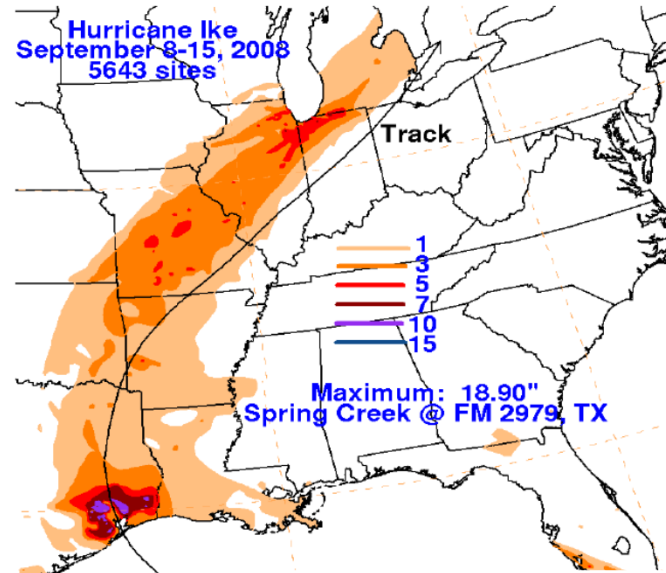 Hurricane Ike
September 8-15, 2008
5643 sites
Track
1
3
5
7
10
15
Maximum: 18.90"
Spring Creek @ FM 2979, TX